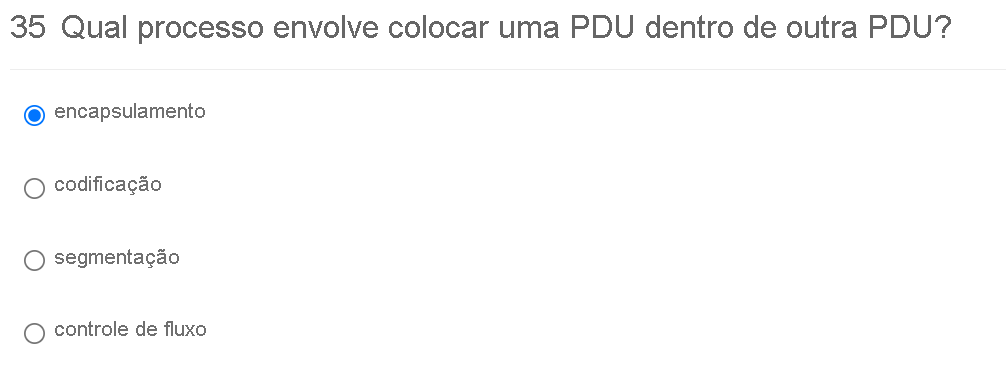 35 Qual processo envolve colocar uma PDU dentro de outra PDU?
encapsulamento
codificação
segmentação
controle de fluxo